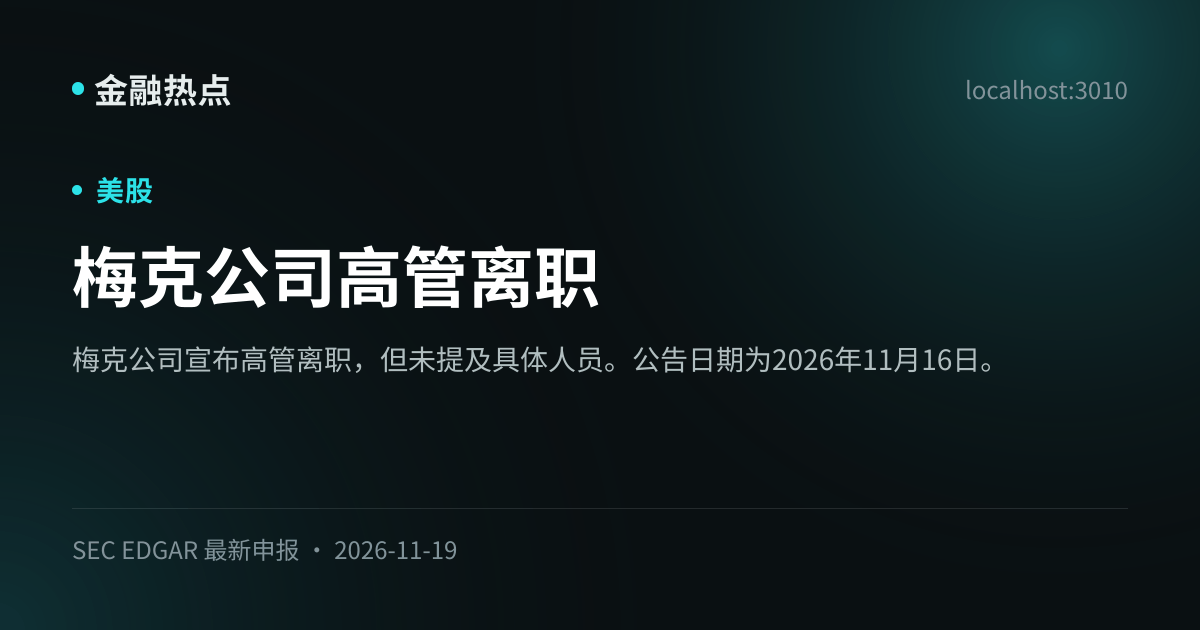 金融热点
localhost:3010
美股
梅克公司高管离职
梅克公司宣布高管离职，但未提及具体人员。公告日期为2026年11月16日。
SEC EDGAR 最新申报 · 2026-11-19